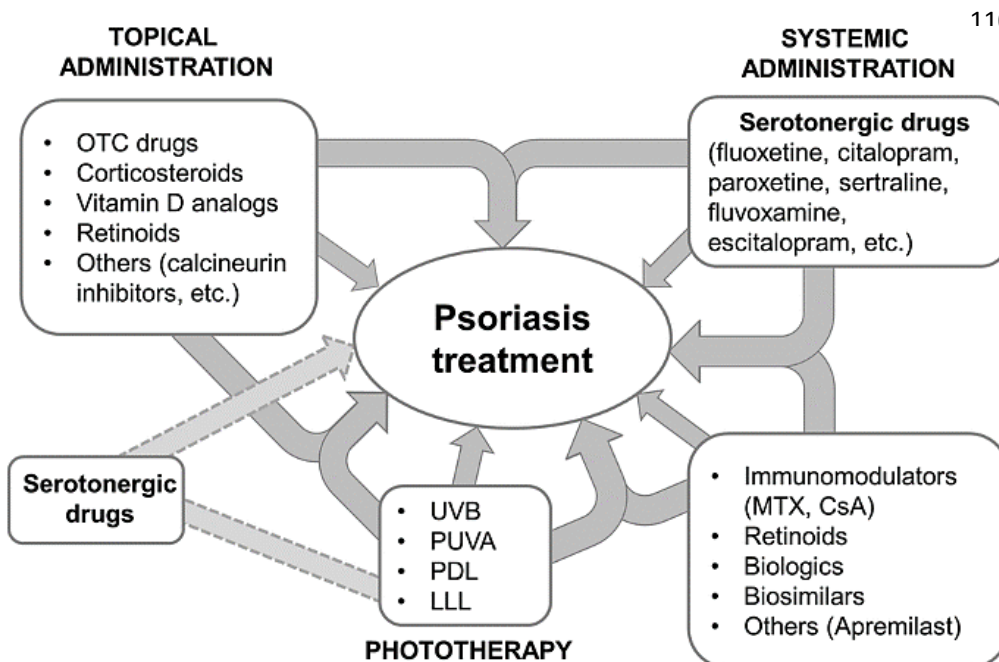 TOPICAL
ADMINISTRATION
• OTC drugs
• Corticosteroids
• Vitamin D analogs
• Retinoids
• Others (calcineurin
inhibitors, etc.)
SYSTEMIC
ADMINISTRATION
Serotonergic drugs
(fluoxetine, citalopram,
paroxetine, sertraline,
fluvoxamine,
escitalopram, etc.)
Psoriasis
treatment
Serotonergic
drugs
• UVB
• PUVA
• PDL
• LLL
PHOTOTHERAPY
• Immunomodulators
(MTX, CsA)
• Retinoids
• Biologics
• Biosimilars
• Others (Apremilast)